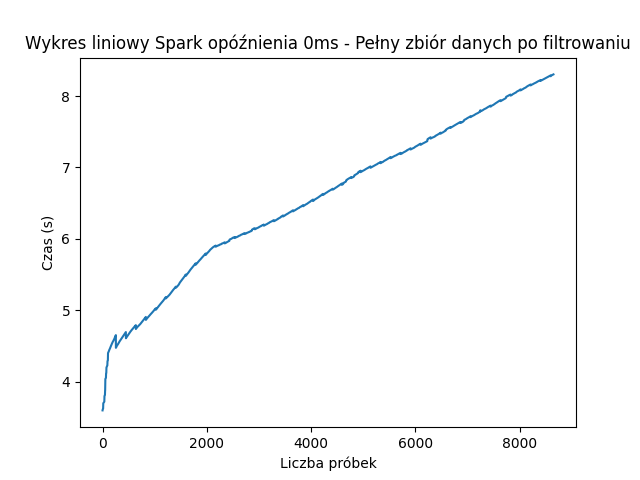 Wykres liniowy Spark opóźnienia 0ms - Pełny zbiór danych po filtrowaniu
8
7
6
5
4
Czas (s)
0 2000 4000 6000 8000
Liczba próbek